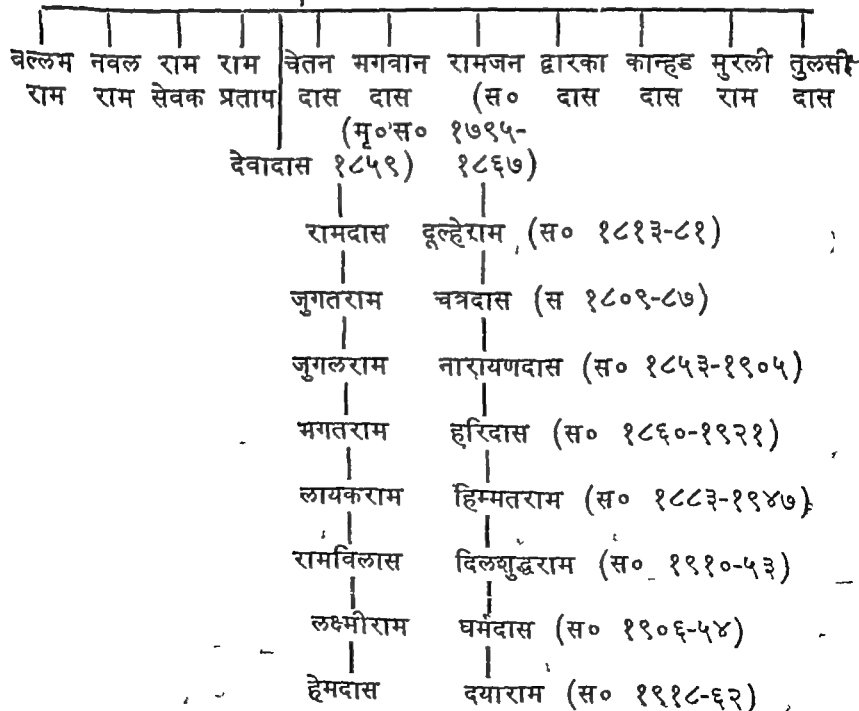 वल्लभ नवल राम राम चेतन भगवान रामजन द्वारका कान्हड मुरली तुलसी
राम राम सेवक प्रताप दास दास (स० दास दास राम दास
(मृ० स० १७९५-
देवादास १८५९) १८६७)
रामदास दूल्हेराम (स० १८१३-८१)
जुगतराम चत्रदास (स १८०९-८७)
जुगलराम नारायणदास (स० १८५३-१९०५)
भगतराम हरिदास (स० १८६०-१९२१)
लायकराम हिम्मतराम (स० १८८३-१९४७)
रामविलास दिलशुद्धराम (स० १९१०-५३)
लक्ष्मीराम धर्मदास (स० १९०६-५४)
हेमदास दयाराम (स० १९१८-६२)